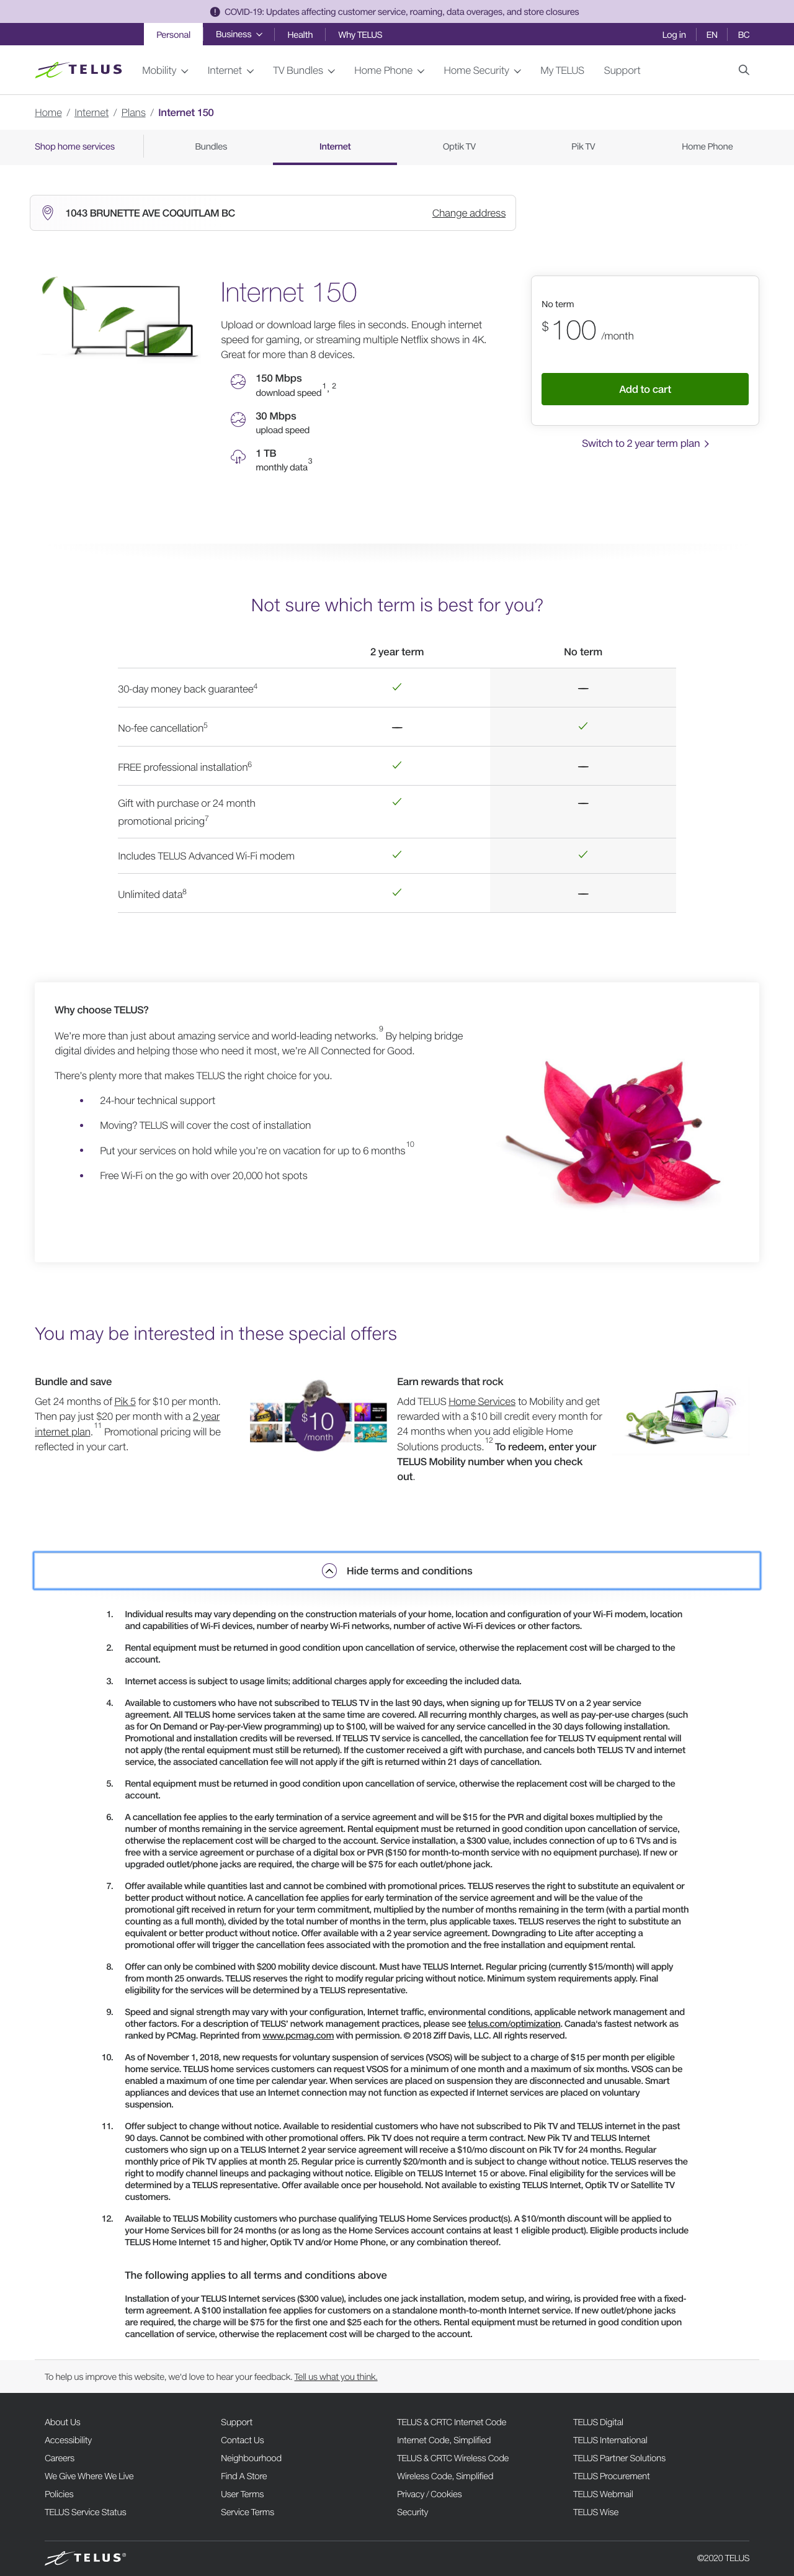 COVID-19: Updates affecting customer service, roaming, data overages, and store closures
Personal Business Health Why TELUS Log in EN BC
TELUS Mobility Internet TV Bundles Home Phone Home Security My TELUS Support
Home / Internet / Plans / Internet 150
Shop home services Bundles Internet Optik TV Pik TV Home Phone
1043 BRUNETTE AVE COQUITLAM BC Change address
Internet 150
Upload or download large files in seconds. Enough internet
speed for gaming, or streaming multiple Netflix shows in 4K.
Great for more than 8 devices.
150 Mbps
download speed1, 2
30 Mbps
upload speed
1 TB
monthly data3
No term
$100 /month
Add to cart
Switch to 2 year term plan
Not sure which term is best for you?
2 year term No term
30-day money back guarantee4
No-fee cancellation5
FREE professional installation6
Gift with purchase or 24 month
promotional pricing7
Includes TELUS Advanced Wi-Fi modem
Unlimited data8
Why choose TELUS?
We're more than just about amazing service and world-leading networks.9 By helping bridge
digital divides and helping those who need it most, we're All Connected for Good.
There's plenty more that makes TELUS the right choice for you.
• 24-hour technical support
• Moving? TELUS will cover the cost of installation
• Put your services on hold while you're on vacation for up to 6 months10
• Free Wi-Fi on the go with over 20,000 hot spots
You may be interested in these special offers
Bundle and save
Get 24 months of Pik 5 for $10 per month.
Then pay just $20 per month with a 2 year
internet plan.11 Promotional pricing will be
reflected in your cart.
$10
/month
Earn rewards that rock
Add TELUS Home Services to Mobility and get
rewarded with a $10 bill credit every month for
24 months when you add eligible Home
Solutions products.12 To redeem, enter your
TELUS Mobility number when you check
out.
Hide terms and conditions
1. Individual results may vary depending on the construction materials of your home, location and configuration of your Wi-Fi modem, location
and capabilities of Wi-Fi devices, number of nearby Wi-Fi networks, number of active Wi-Fi devices or other factors.
2. Rental equipment must be returned in good condition upon cancellation of service, otherwise the replacement cost will be charged to the
account.
3. Internet access is subject to usage limits; additional charges apply for exceeding the included data.
4. Available to customers who have not subscribed to TELUS TV in the last 90 days, when signing up for TELUS TV on a 2 year service
agreement. All TELUS home services taken at the same time are covered. All recurring monthly charges, as well as pay-per-use charges (such
as for On Demand or Pay-per-View programming) up to $100, will be waived for any service cancelled in the 30 days following installation.
Promotional and installation credits will be reversed. If TELUS TV service is cancelled, the cancellation fee for TELUS TV equipment rental will
not apply (the rental equipment must still be returned). If the customer received a gift with purchase, and cancels both TELUS TV and internet
service, the associated cancellation fee will not apply if the gift is returned within 21 days of cancellation.
5. Rental equipment must be returned in good condition upon cancellation of service, otherwise the replacement cost will be charged to the
account.
6. A cancellation fee applies to the early termination of a service agreement and will be $15 for the PVR and digital boxes multiplied by the
number of months remaining in the service agreement. Rental equipment must be returned in good condition upon cancellation of service,
otherwise the replacement cost will be charged to the account. Service installation, a $300 value, includes connection of up to 6 TVs and is
free with a service agreement or purchase of a digital box or PVR ($150 for month-to-month service with no equipment purchase). If new or
upgraded outlet/phone jacks are required, the charge will be $75 for each outlet/phone jack.
7. Offer available while quantities last and cannot be combined with promotional prices. TELUS reserves the right to substitute an equivalent or
better product without notice. A cancellation fee applies for early termination of the service agreement and will be the value of the
promotional gift received in return for your term commitment, multiplied by the number of months remaining in the term (with a partial month
counting as a full month), divided by the total number of months in the term, plus applicable taxes. TELUS reserves the right to substitute an
equivalent or better product without notice. Offer available with a 2 year service agreement. Downgrading to Lite after accepting a
promotional offer will trigger the cancellation fees associated with the promotion and the free installation and equipment rental.
8. Offer can only be combined with $200 mobility device discount. Must have TELUS Internet. Regular pricing (currently $15/month) will apply
from month 25 onwards. TELUS reserves the right to modify regular pricing without notice. Minimum system requirements apply. Final
eligibility for the services will be determined by a TELUS representative.
9. Speed and signal strength may vary with your configuration, Internet traffic, environmental conditions, applicable network management and
other factors. For a description of TELUS' network management practices, please see telus.com/optimization. Canada's fastest network as
ranked by PCMag. Reprinted from www.pcmag.com with permission. © 2018 Ziff Davis, LLC. All rights reserved.
10. As of November 1, 2018, new requests for voluntary suspension of services (VSOS) will be subject to a charge of $15 per month per eligible
home service. TELUS home services customers can request VSOS for a minimum of one month and a maximum of six months. VSOS can be
enabled a maximum of one time per calendar year. When services are placed on suspension they are disconnected and unusable. Smart
appliances and devices that use an Internet connection may not function as expected if Internet services are placed on voluntary
suspension.
11. Offer subject to change without notice. Available to residential customers who have not subscribed to Pik TV and TELUS internet in the past
90 days. Cannot be combined with other promotional offers. Pik TV does not require a term contract. New Pik TV and TELUS Internet
customers who sign up on a TELUS Internet 2 year service agreement will receive a $10/mo discount on Pik TV for 24 months. Regular
monthly price of Pik TV applies at month 25. Regular price is currently $20/month and is subject to change without notice. TELUS reserves the
right to modify channel lineups and packaging without notice. Eligible on TELUS Internet 15 or above. Final eligibility for the services will be
determined by a TELUS representative. Offer available once per household. Not available to existing TELUS Internet, Optik TV or Satellite TV
customers.
12. Available to TELUS Mobility customers who purchase qualifying TELUS Home Services product(s). A $10/month discount will be applied to
your Home Services bill for 24 months (or as long as the Home Services account contains at least 1 eligible product). Eligible products include
TELUS Home Internet 15 and higher, Optik TV and/or Home Phone, or any combination thereof.
The following applies to all terms and conditions above
Installation of your TELUS Internet services ($300 value), includes one jack installation, modem setup, and wiring, is provided free with a fixed-
term agreement. A $100 installation fee applies for customers on a standalone month-to-month Internet service. If new outlet/phone jacks
are required, the charge will be $75 for the first one and $25 each for the others. Rental equipment must be returned in good condition upon
cancellation of service, otherwise the replacement cost will be charged to the account.
To help us improve this website, we'd love to hear your feedback. Tell us what you think.
About Us Support TELUS & CRTC Internet Code TELUS Digital
Accessibility Contact Us Internet Code, Simplified TELUS International
Careers Neighbourhood TELUS & CRTC Wireless Code TELUS Partner Solutions
We Give Where We Live Find A Store Wireless Code, Simplified TELUS Procurement
Policies User Terms Privacy / Cookies TELUS Webmail
TELUS Service Status Service Terms Security TELUS Wise
TELUS® ©2020 TELUS